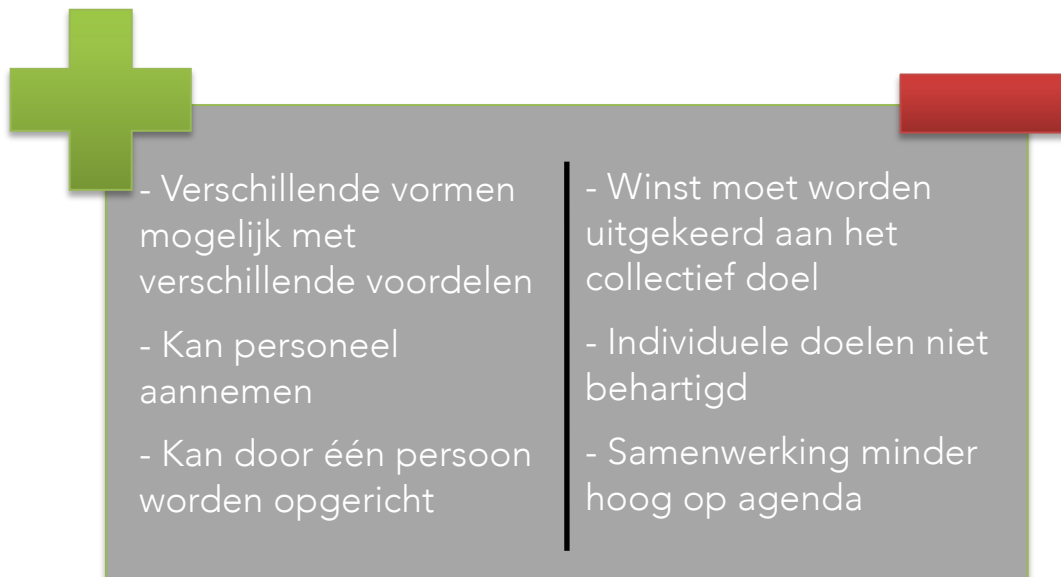 - Verschillende vormen
mogelijk met
verschillende voordelen
- Kan personeel
aannemen
- Kan door één persoon
worden opgericht
- Winst moet worden
uitgekeerd aan het
collectief doel
- Individuele doelen niet
behartigd
- Samenwerking minder
hoog op agenda